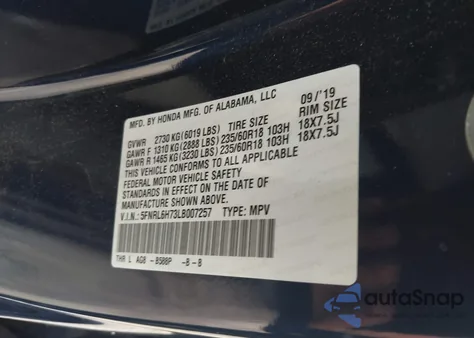 MFD. BY HONDA MFG. OF ALABAMA, LLC 09/'19
GVWR 2730 KG (6019 LBS) TIRE SIZE RIM SIZE
GAWR F 1310 KG (2888 LBS) 235/60R18 103H 18X7.5J
GAWR R 1465 KG (3230 LBS) 235/60R18 103H 18X7.5J
THIS VEHICLE CONFORMS TO ALL APPLICABLE
FEDERAL MOTOR VEHICLE SAFETY
STANDARDS IN EFFECT ON THE DATE OF
MANUFACTURE SHOWN ABOVE.
V.I.N.: 5FNRL6H73LB007257 TYPE: MPV
THR L AG8 -B588P -B-B
autoSnap